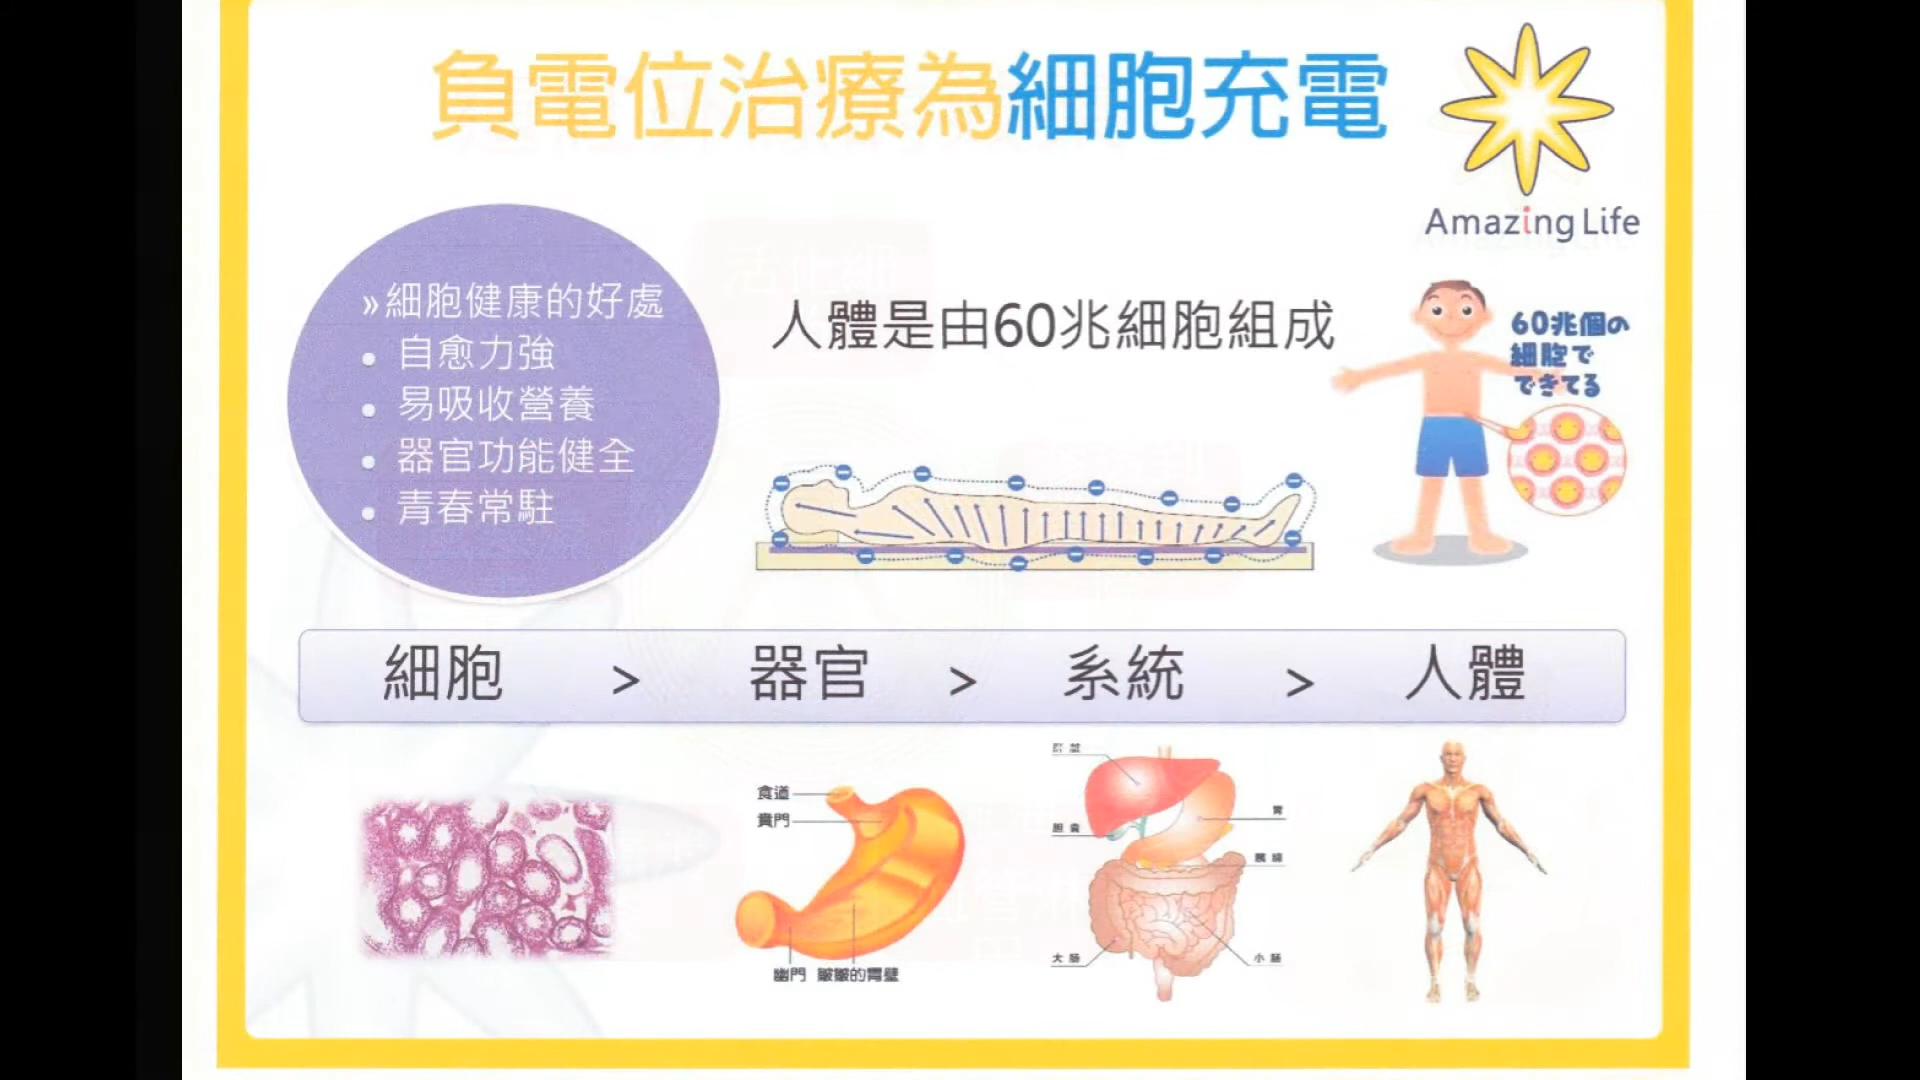 負電位治療為細胞充電
Amazing Life
»細胞健康的好處
• 自愈力強
• 易吸收營養
• 器官功能健全
• 青春常駐
人體是由60兆細胞組成
60兆個の
細胞で
できてる
細胞 > 器官 > 系統 > 人體
食道
賁門
幽門 皺皺的胃壁
胃
大腸
小腸